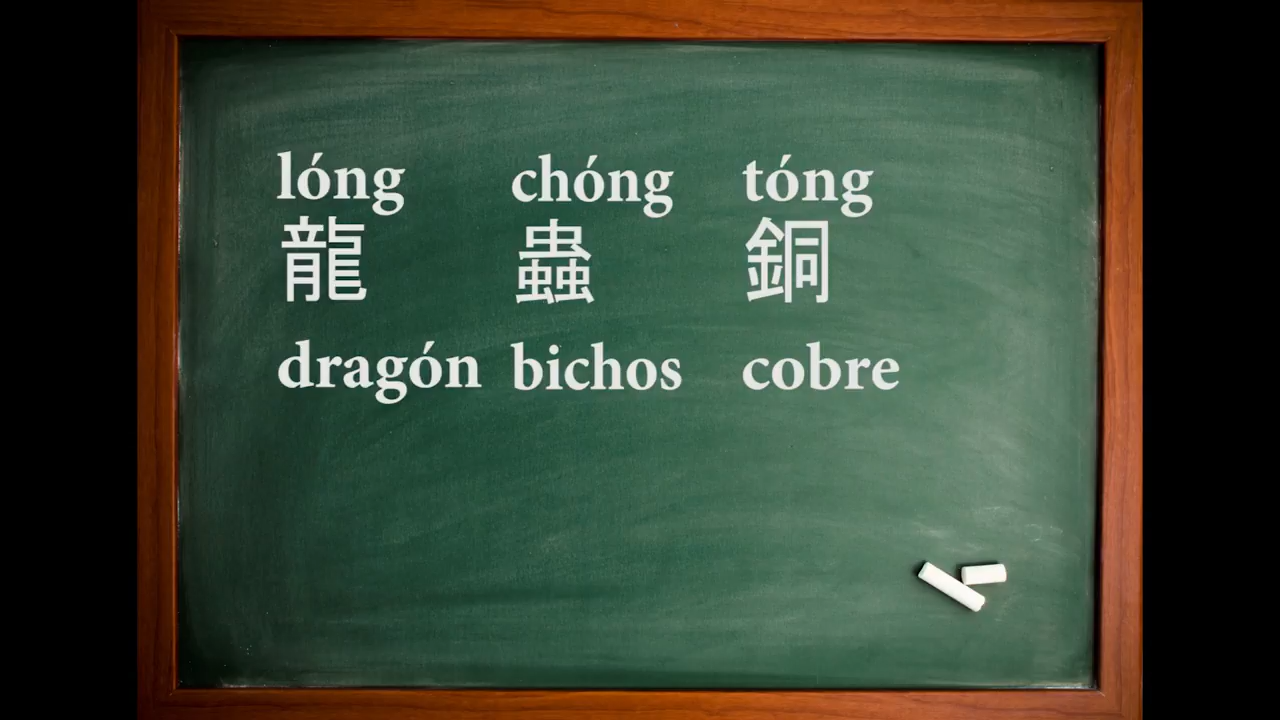 lóng chóng tóng
龍 蟲 銅
dragón bichos cobre